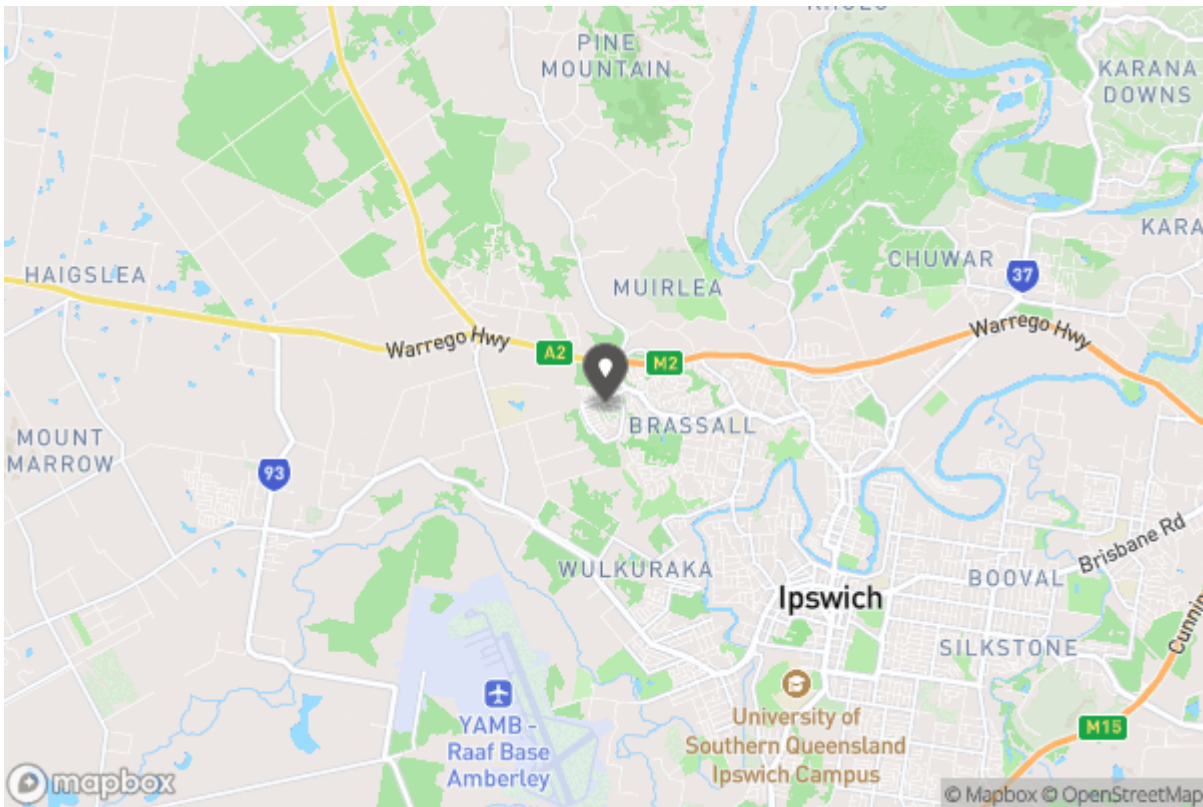 KHOLO
PINE
MOUNTAIN
KARANA
DOWNS
KARA
HAIGSLEA
CHUWAR
37
MUIRLEA
Warrego Hwy
Warrego Hwy
A2
M2
BRASSALL
MOUNT
MARROW
93
Brisbane Rd
WULKURAKA
BOOVAL
Ipswich
SILKSTONE
Cunnin
YAMB -
Raaf Base
Amberley
University of
Southern Queensland
Ipswich Campus
M15
mapbox
© Mapbox © OpenStreetMap